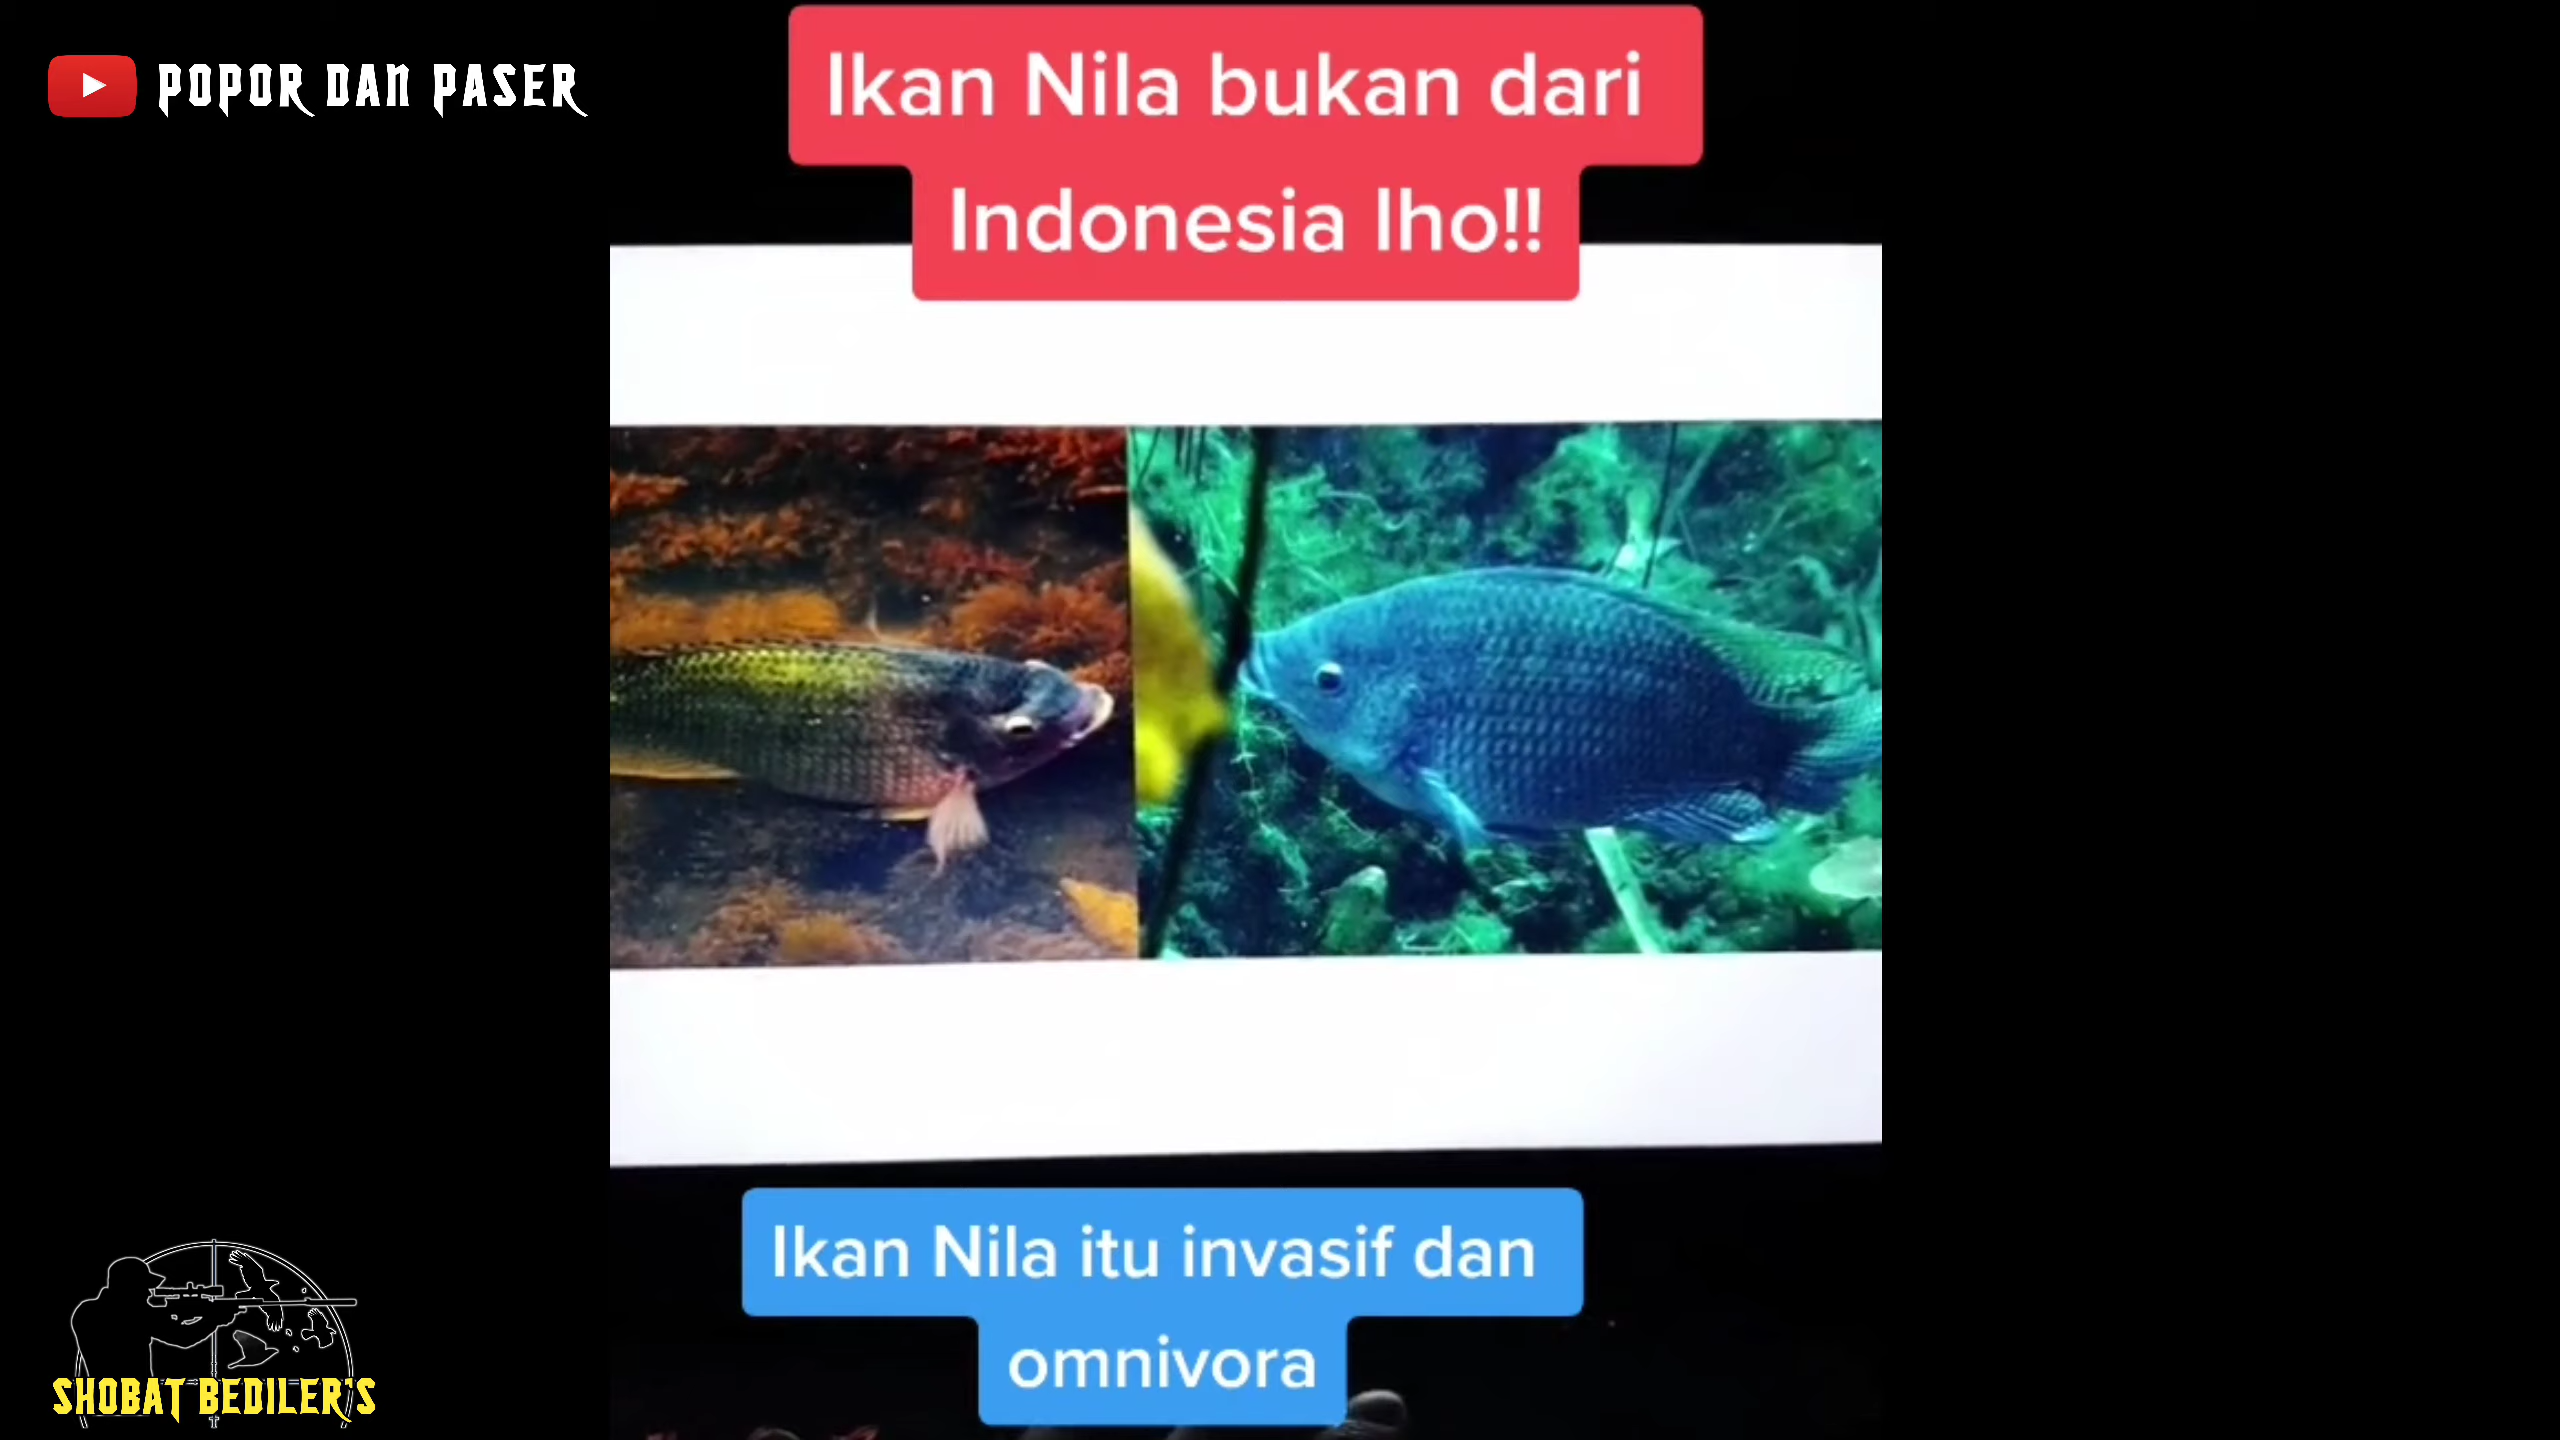 POPOR DAN PASER
Ikan Nila bukan dari
Indonesia lho!!
Ikan Nila itu invasif dan
omnivora
SHOBAT BEDILER'S